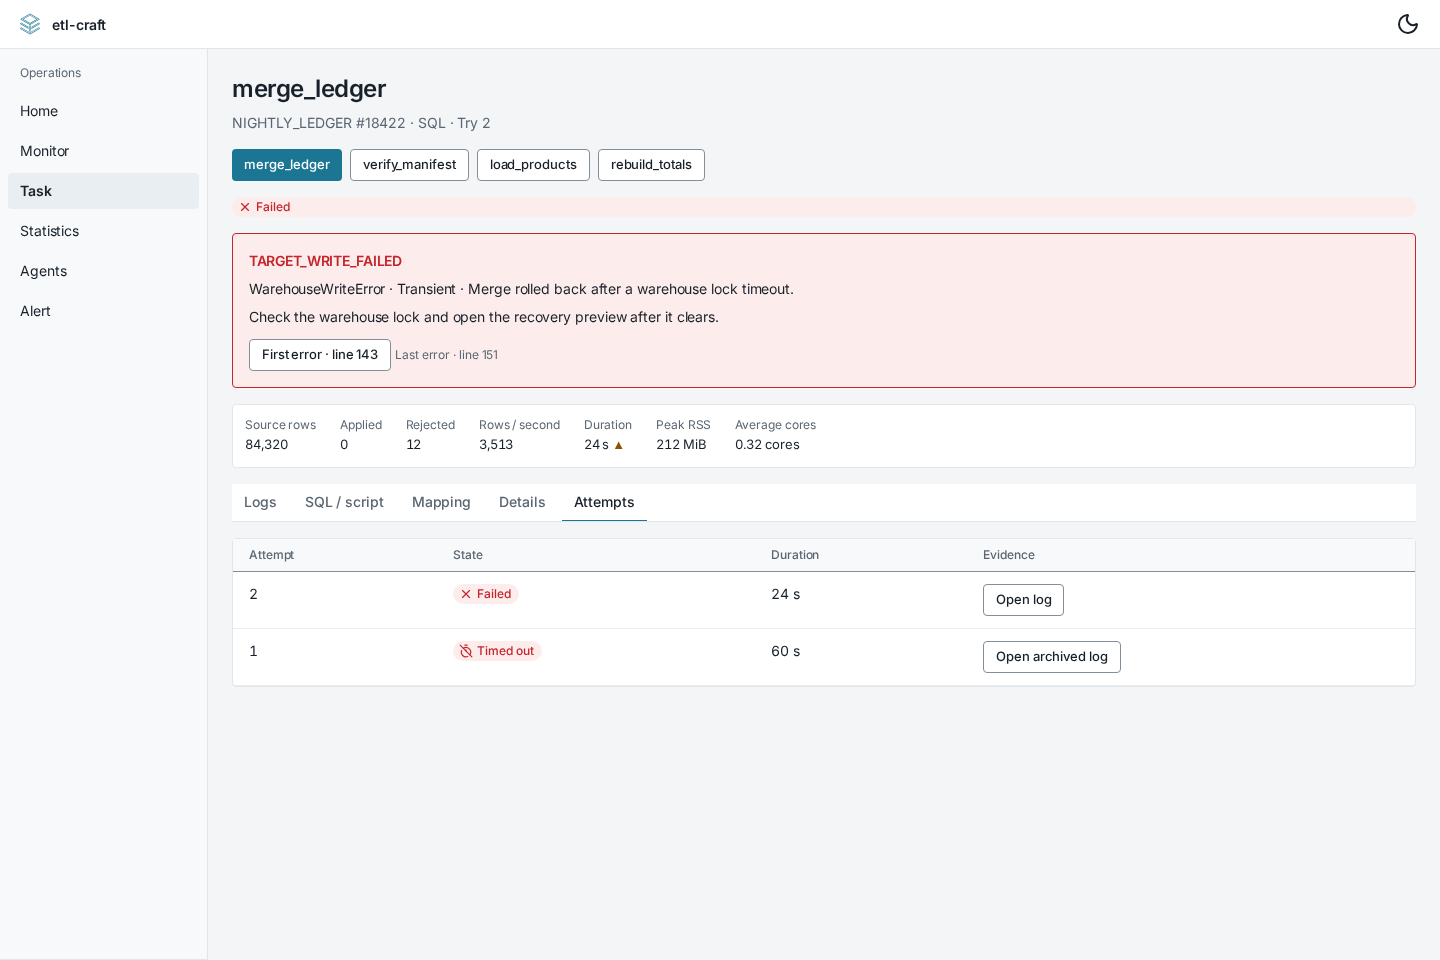 etl-craft
Operations
Home
Monitor
Task
Statistics
Agents
Alert
merge_ledger
NIGHTLY_LEDGER #18422 · SQL · Try 2
merge_ledger verify_manifest load_products rebuild_totals
Failed
TARGET_WRITE_FAILED
WarehouseWriteError · Transient · Merge rolled back after a warehouse lock timeout.
Check the warehouse lock and open the recovery preview after it clears.
First error · line 143 Last error · line 151
Source rows Applied Rejected Rows / second Duration Peak RSS Average cores
84,320 0 12 3,513 24 s ▲ 212 MiB 0.32 cores
Logs SQL / script Mapping Details Attempts
Attempt State Duration Evidence
2 Failed 24 s Open log
1 Timed out 60 s Open archived log